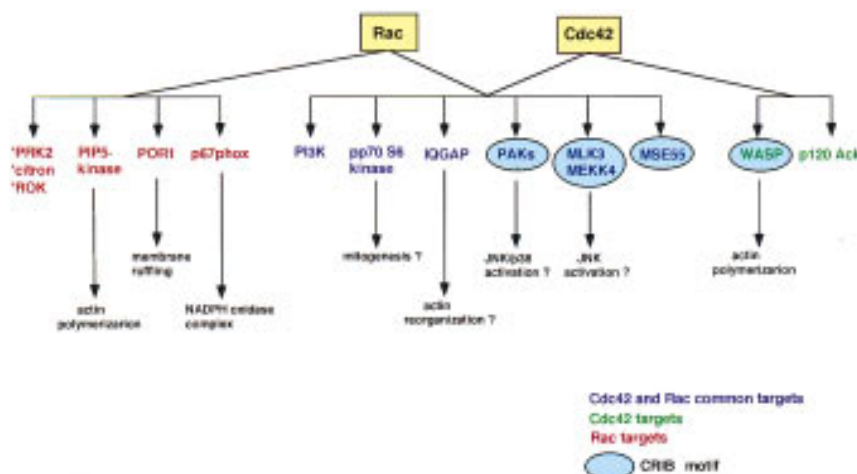 Rac
Cdc42
*PRK2
*citron
*ROK
PIP5-
kinase
POR1
p67phox
PI3K
pp70 S6
kinase
IQGAP
PAKs
MLK3
MEKK4
MSE55
WASP
p120 Ack
membrane
ruffling
mitogenesis ?
JNK/p38
activation ?
JNK
activation ?
actin
polymerizarion
actin
polymerizarion
NADPH oxidase
complex
actin
reorganization ?
Cdc42 and Rac common targets
Cdc42 targets
Rac targets
CRIB motif